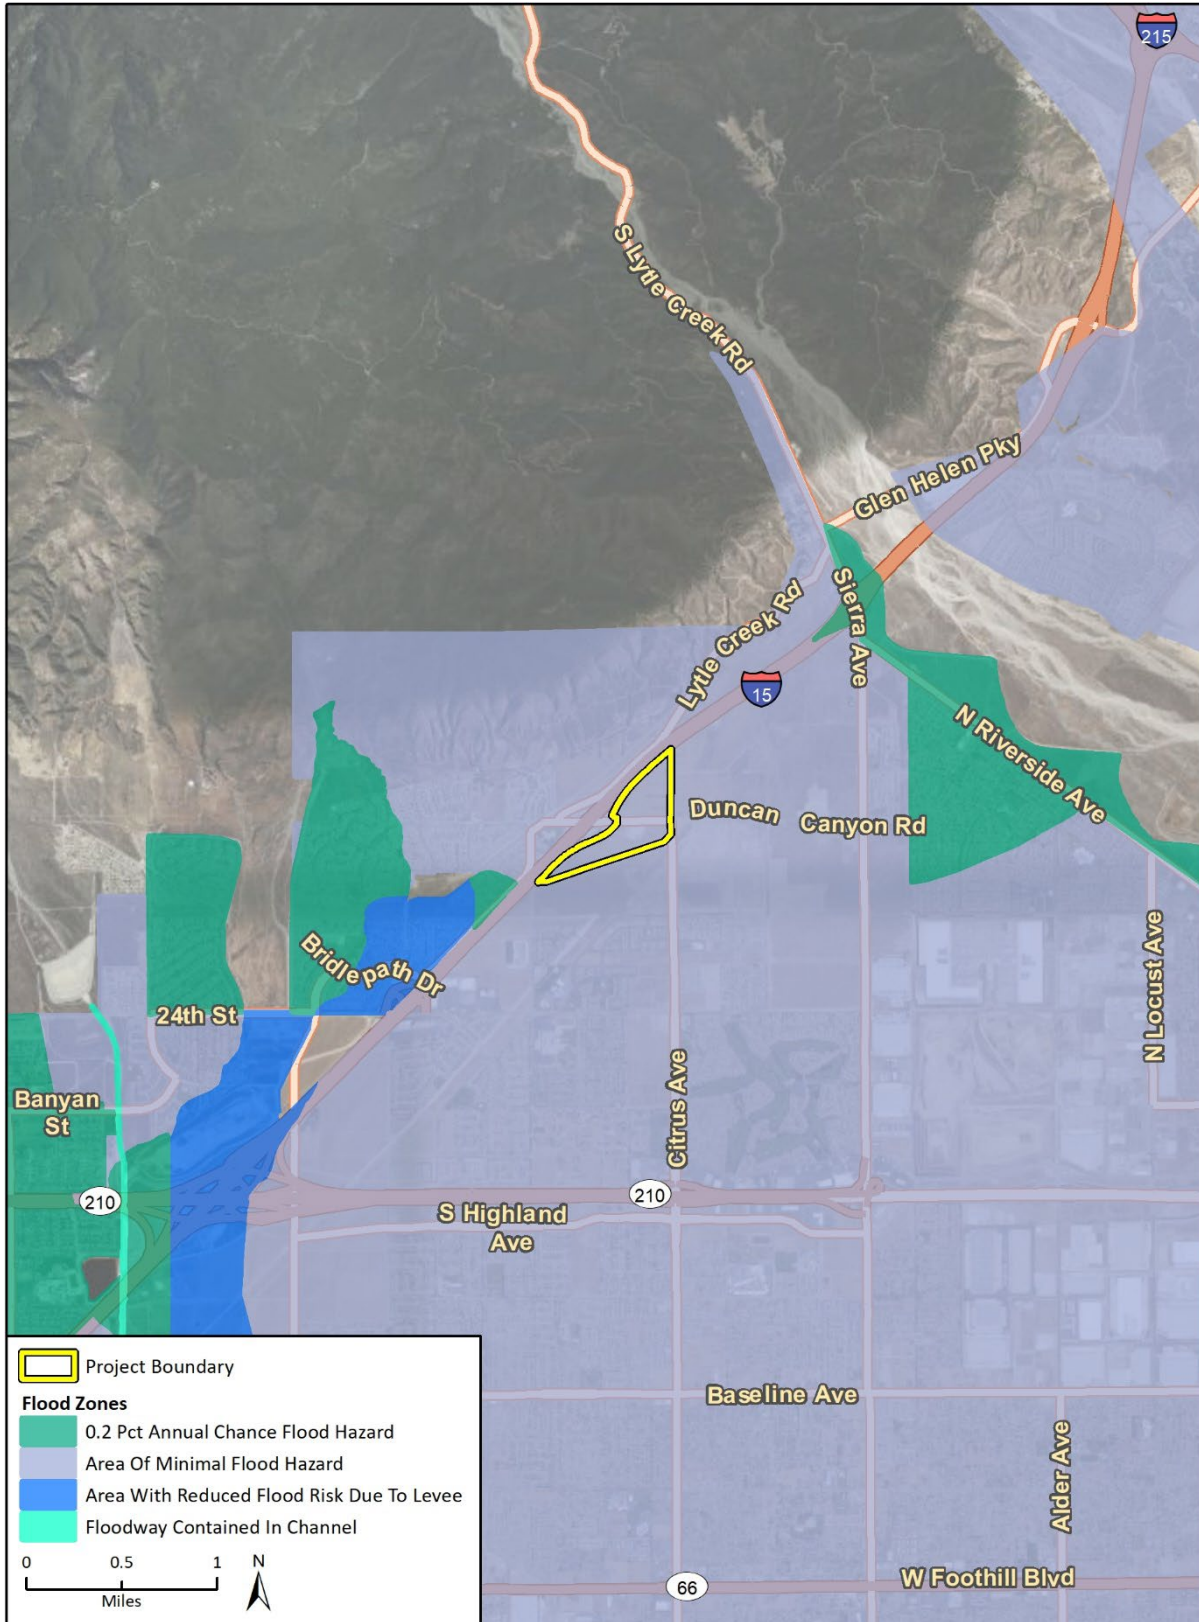 215
S Lytle Creek Rd
Glen Helen Pky
Sierra Ave
Lytle Creek Rd
15
N Riverside Ave
Duncan Canyon Rd
Bridlepath Dr
24th St
N Locust Ave
Banyan
St
Citrus Ave
210
210
S Highland
Ave
Project Boundary
Flood Zones
0.2 Pct Annual Chance Flood Hazard
Area Of Minimal Flood Hazard
Area With Reduced Flood Risk Due To Levee
Floodway Contained In Channel
0 0.5 1
Miles
N
Baseline Ave
Alder Ave
66
W Foothill Blvd